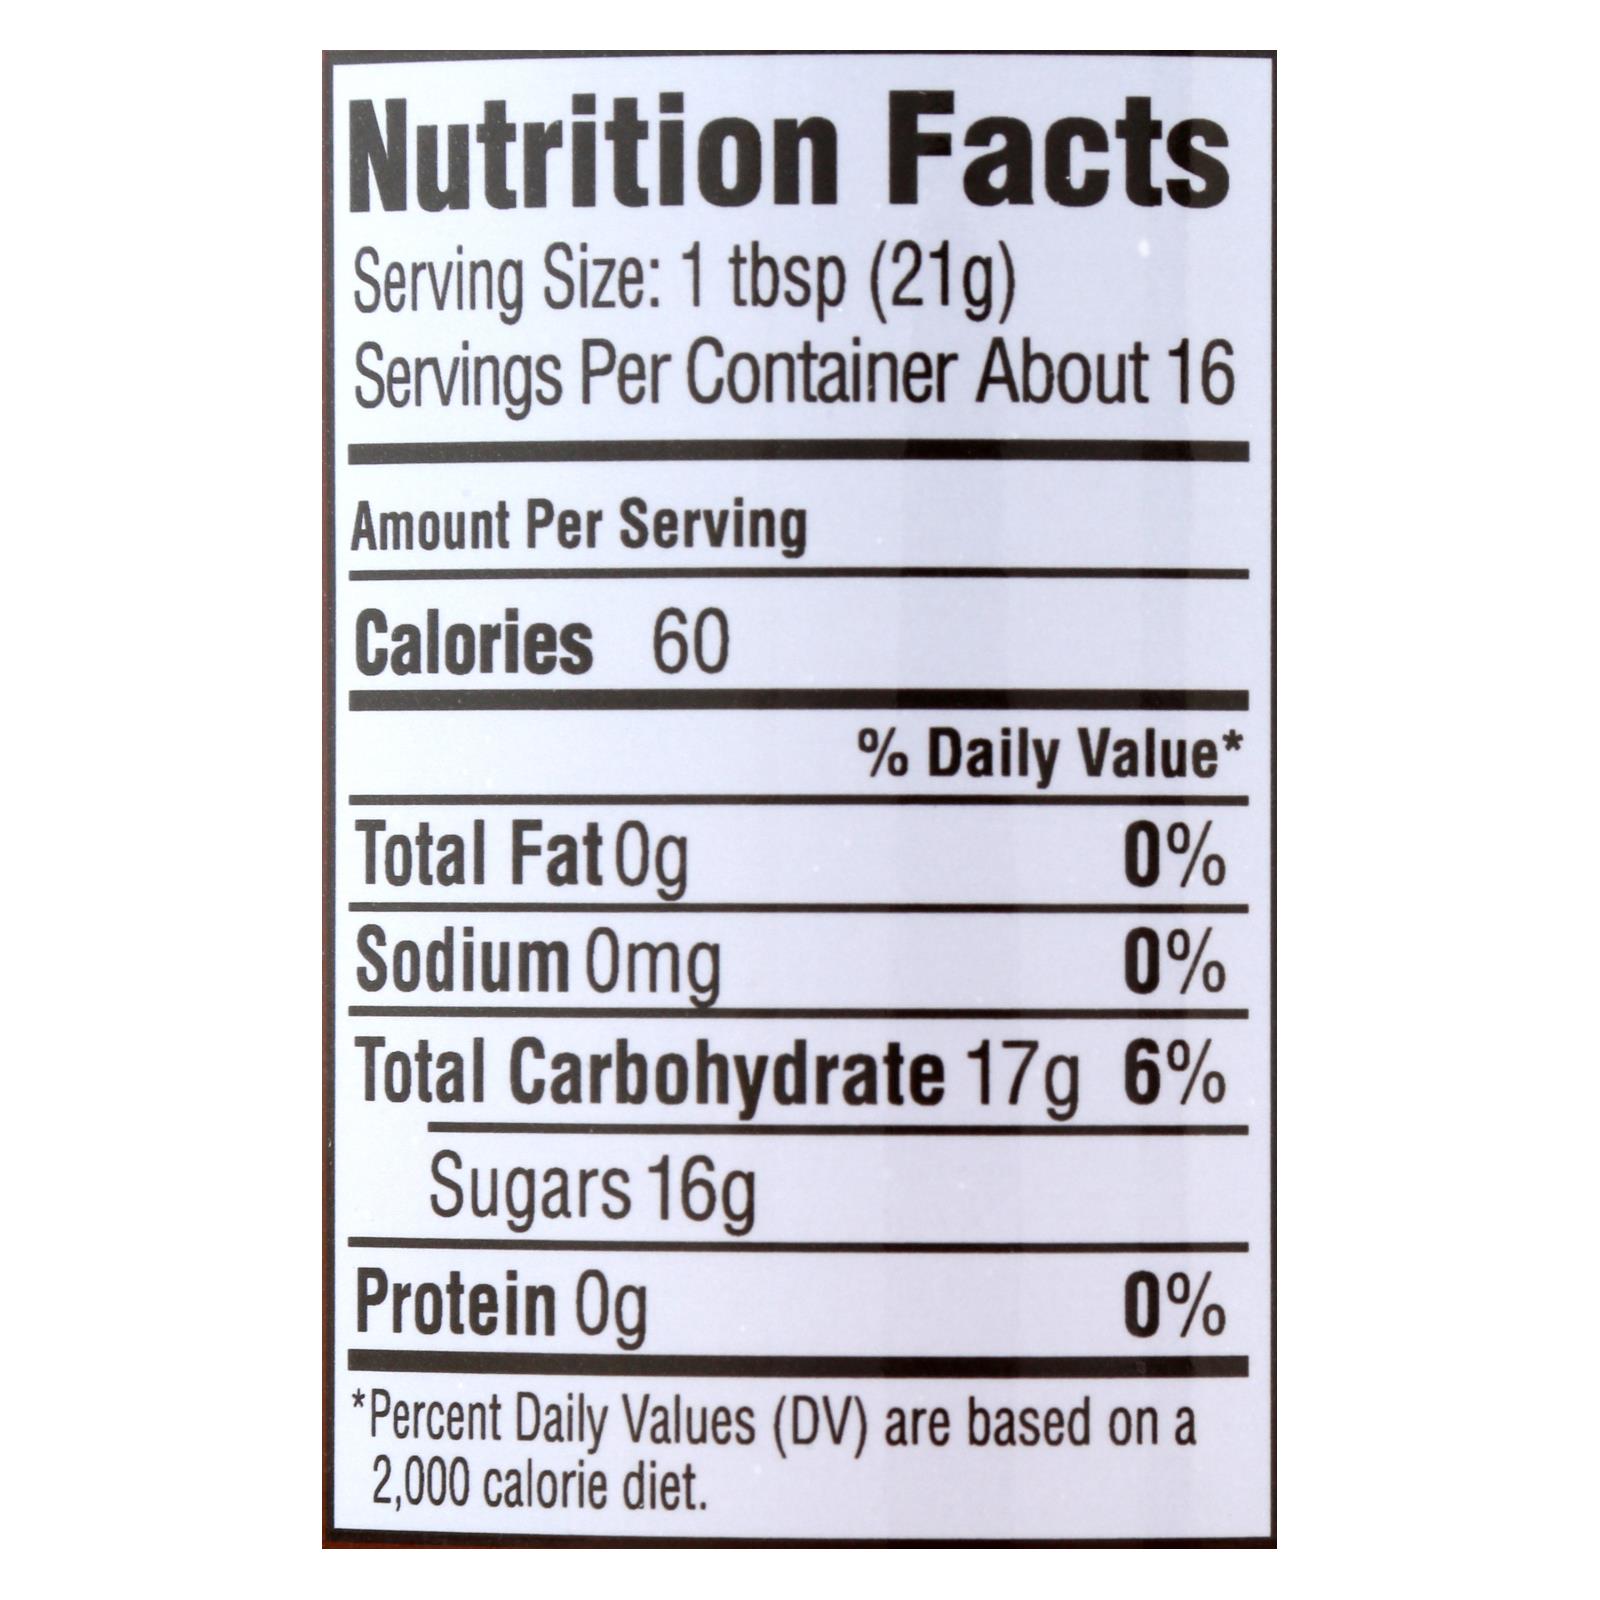 Nutrition Facts
Serving Size: 1 tbsp (21g)
Servings Per Container About 16
Amount Per Serving
Calories 60
% Daily Value*
Total Fat 0g 0%
Sodium 0mg 0%
Total Carbohydrate 17g 6%
Sugars 16g
Protein 0g 0%
*Percent Daily Values (DV) are based on a
2,000 calorie diet.